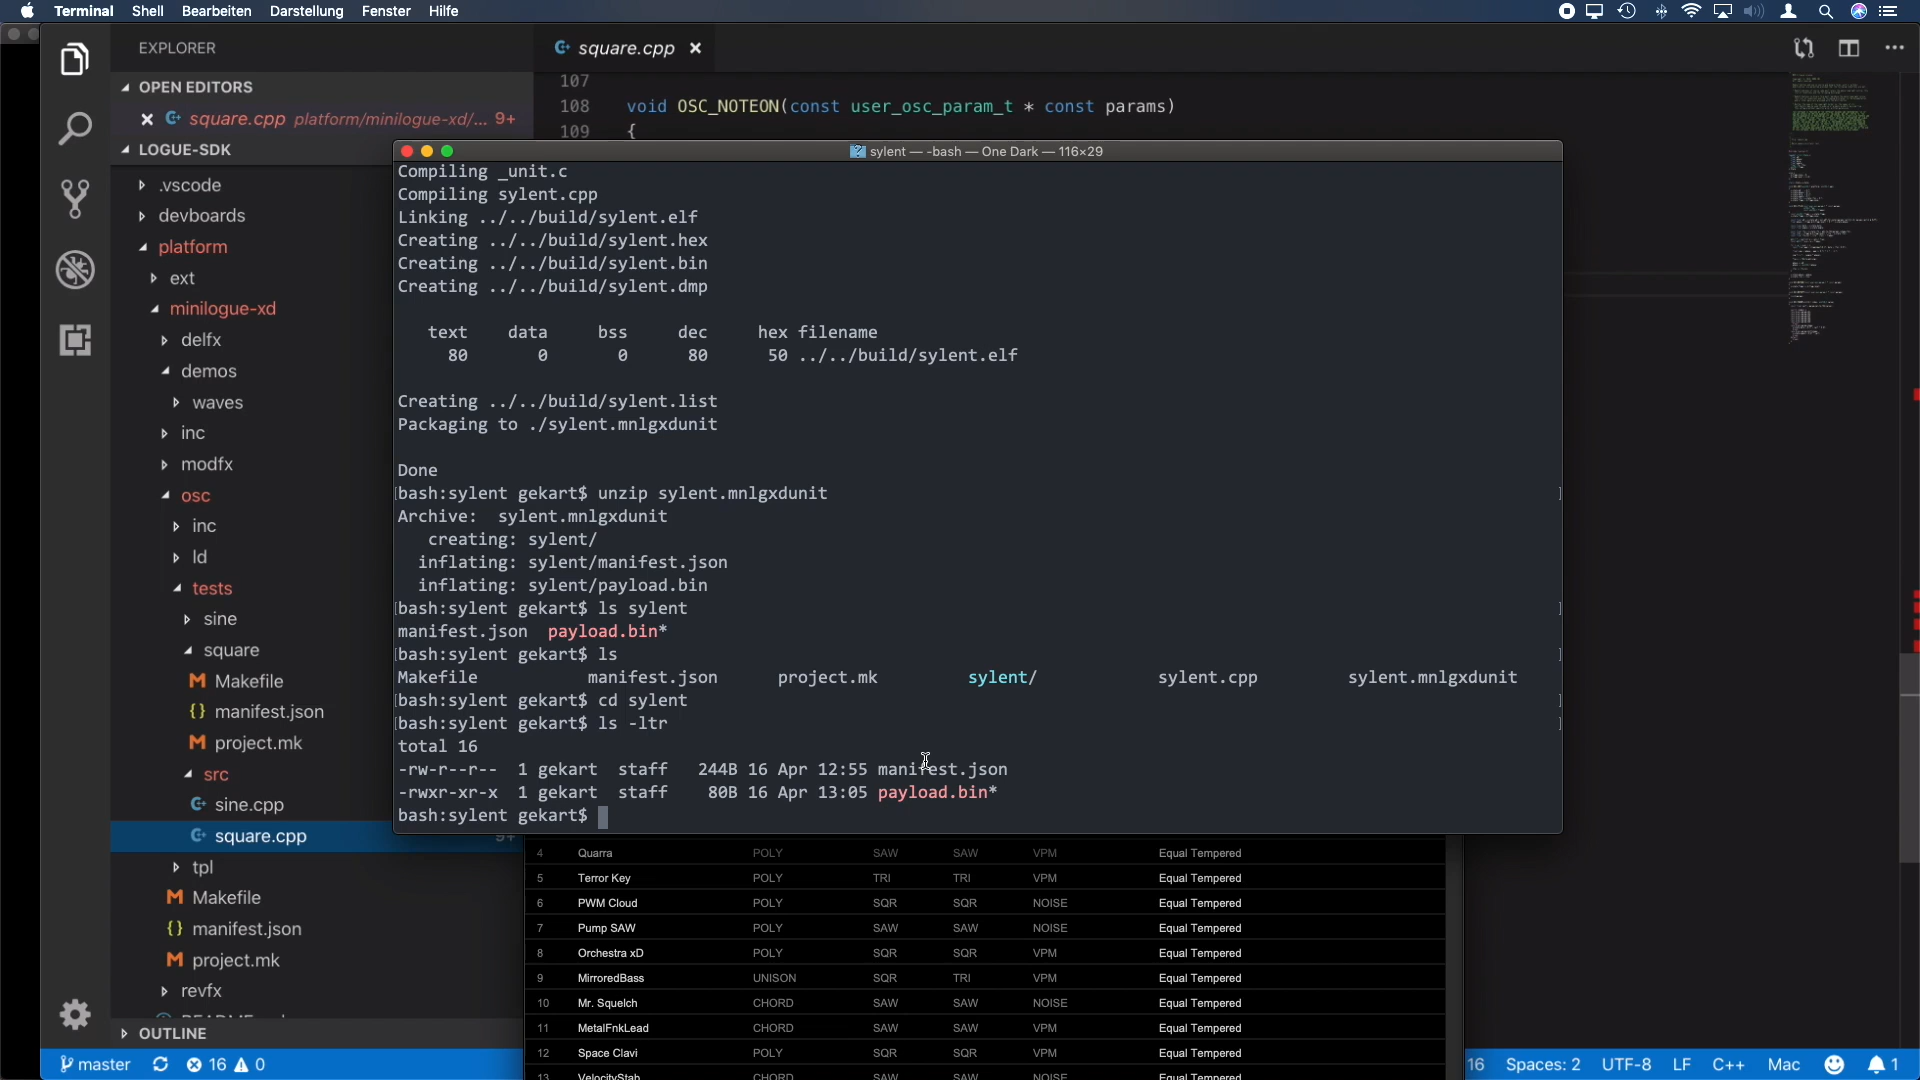 Terminal Shell Bearbeiten Darstellung Fenster Hilfe
EXPLORER
OPEN EDITORS
square.cpp platform/minilogue-xd/... 9+
LOGUE-SDK
.vscode
devboards
platform
ext
minilogue-xd
delfx
demos
waves
inc
modfx
osc
inc
ld
tests
sine
square
Makefile
manifest.json
project.mk
src
sine.cpp
square.cpp 9+
tpl
Makefile
manifest.json
project.mk
revfx
OUTLINE
master 16 0
square.cpp
107
108 void OSC_NOTEON(const user_osc_param_t * const params)
109 {
sylent — -bash — One Dark — 116×29
Compiling _unit.c
Compiling sylent.cpp
Linking ../../build/sylent.elf
Creating ../../build/sylent.hex
Creating ../../build/sylent.bin
Creating ../../build/sylent.dmp
text data bss dec hex filename
80 0 0 80 50 ../../build/sylent.elf
Creating ../../build/sylent.list
Packaging to ./sylent.mnlgxdunit
Done
[bash:sylent gekart$ unzip sylent.mnlgxdunit ]
Archive: sylent.mnlgxdunit
creating: sylent/
inflating: sylent/manifest.json
inflating: sylent/payload.bin
[bash:sylent gekart$ ls sylent ]
manifest.json payload.bin*
[bash:sylent gekart$ ls ]
Makefile manifest.json project.mk sylent/ sylent.cpp sylent.mnlgxdunit
[bash:sylent gekart$ cd sylent ]
[bash:sylent gekart$ ls -ltr ]
total 16
-rw-r--r-- 1 gekart staff 244B 16 Apr 12:55 manifest.json
-rwxr-xr-x 1 gekart staff 80B 16 Apr 13:05 payload.bin*
bash:sylent gekart$
4 Quarra POLY SAW SAW VPM Equal Tempered
5 Terror Key POLY TRI TRI VPM Equal Tempered
6 PWM Cloud POLY SQR SQR NOISE Equal Tempered
7 Pump SAW POLY SAW SAW NOISE Equal Tempered
8 Orchestra xD POLY SQR SQR VPM Equal Tempered
9 MirroredBass UNISON SQR TRI VPM Equal Tempered
10 Mr. Squelch CHORD SAW SAW NOISE Equal Tempered
11 MetalFnkLead CHORD SAW SAW VPM Equal Tempered
12 Space Clavi POLY SQR SQR VPM Equal Tempered
13 VelocityStab CHORD SAW SAW NOISE Equal Tempered
16 Spaces: 2 UTF-8 LF C++ Mac 1